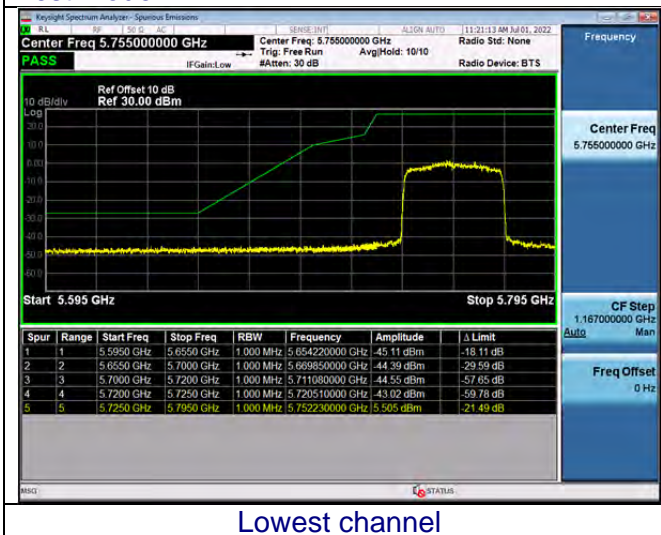 Keysight Spectrum Analyzer - Spurious Emissions
RL RF 50 Ω AC SENSE:INT ALIGN AUTO 11:21:13 AM Jul 01, 2022
Center Freq 5.755000000 GHz
PASS
IFGain:Low
Center Freq: 5.755000000 GHz
Trig: Free Run Avg|Hold: 10/10
#Atten: 30 dB
Radio Std: None
Radio Device: BTS
Ref Offset 10 dB
10 dB/div Ref 30.00 dBm
Log
20.0
10.0
0.00
-10.0
-20.0
-30.0
-40.0
-50.0
-60.0
Start 5.595 GHz Stop 5.795 GHz
Spur Range Start Freq Stop Freq RBW Frequency Amplitude Δ Limit
1 1 5.5950 GHz 5.6550 GHz 1.000 MHz 5.654220000 GHz -45.11 dBm -18.11 dB
2 2 5.6550 GHz 5.7000 GHz 1.000 MHz 5.669850000 GHz -44.39 dBm -29.59 dB
3 3 5.7000 GHz 5.7200 GHz 1.000 MHz 5.711080000 GHz -44.55 dBm -57.65 dB
4 4 5.7200 GHz 5.7250 GHz 1.000 MHz 5.720510000 GHz -43.02 dBm -59.78 dB
5 5 5.7250 GHz 5.7950 GHz 1.000 MHz 5.752230000 GHz 5.505 dBm -21.49 dB
MSG STATUS
Frequency
Center Freq
5.755000000 GHz
CF Step
1.167000000 GHz
Auto Man
Freq Offset
0 Hz
Lowest channel